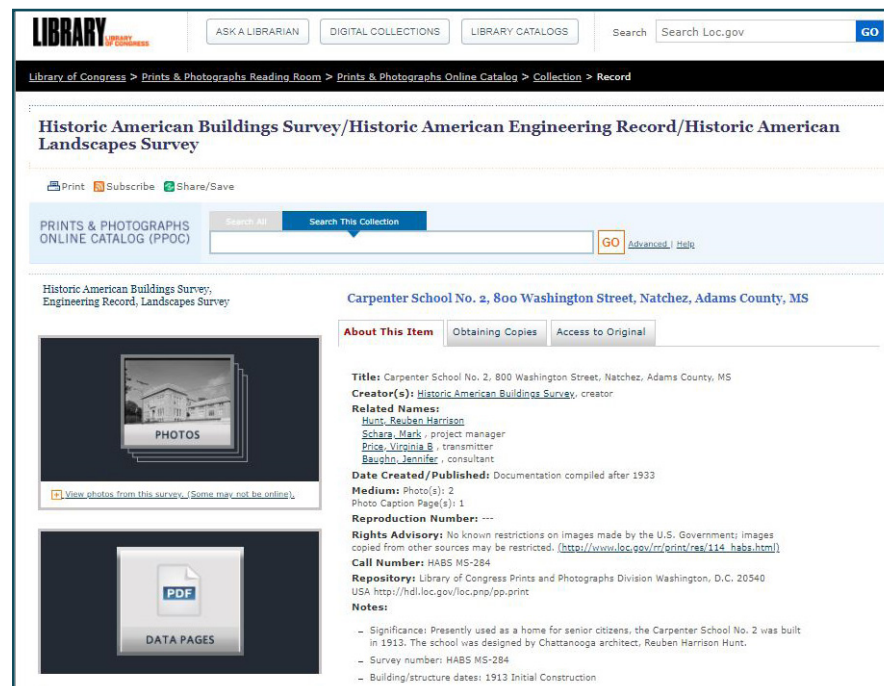 LIBRARY LIBRARY OF CONGRESS
ASK A LIBRARIAN DIGITAL COLLECTIONS LIBRARY CATALOGS Search Search Loc.gov GO
Library of Congress > Prints & Photographs Reading Room > Prints & Photographs Online Catalog > Collection > Record
Historic American Buildings Survey/Historic American Engineering Record/Historic American
Landscapes Survey
Print Subscribe Share/Save
PRINTS & PHOTOGRAPHS
ONLINE CATALOG (PPOC)
Search All Search This Collection
GO Advanced | Help
Historic American Buildings Survey,
Engineering Record, Landscapes Survey
PHOTOS
View photos from this survey. (Some may not be online).
PDF
DATA PAGES
Carpenter School No. 2, 800 Washington Street, Natchez, Adams County, MS
About This Item Obtaining Copies Access to Original
Title: Carpenter School No. 2, 800 Washington Street, Natchez, Adams County, MS
Creator(s): Historic American Buildings Survey, creator
Related Names:
Hunt, Reuben Harrison
Schara, Mark , project manager
Price, Virginia B , transmitter
Baughn, Jennifer , consultant
Date Created/Published: Documentation compiled after 1933
Medium: Photo(s): 2
Photo Caption Page(s): 1
Reproduction Number: ---
Rights Advisory: No known restrictions on images made by the U.S. Government; images
copied from other sources may be restricted. (http://www.loc.gov/rr/print/res/114_habs.html)
Call Number: HABS MS-284
Repository: Library of Congress Prints and Photographs Division Washington, D.C. 20540
USA http://hdl.loc.gov/loc.pnp/pp.print
Notes:
– Significance: Presently used as a home for senior citizens, the Carpenter School No. 2 was built
in 1913. The school was designed by Chattanooga architect, Reuben Harrison Hunt.
– Survey number: HABS MS-284
– Building/structure dates: 1913 Initial Construction